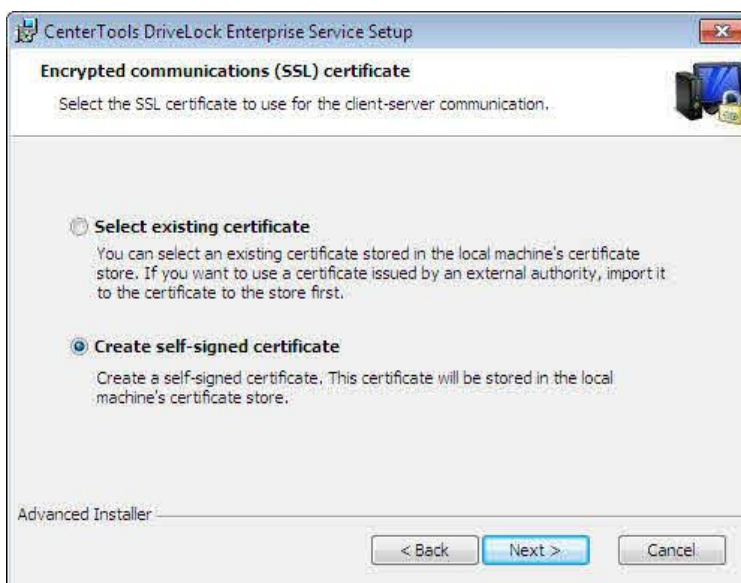 CenterTools DriveLock Enterprise Service Setup
Encrypted communications (SSL) certificate
Select the SSL certificate to use for the client-server communication.
Select existing certificate
You can select an existing certificate stored in the local machine's certificate
store. If you want to use a certificate issued by an external authority, import it
to the certificate to the store first.
Create self-signed certificate
Create a self-signed certificate. This certificate will be stored in the local
machine's certificate store.
Advanced Installer
< Back
Next >
Cancel